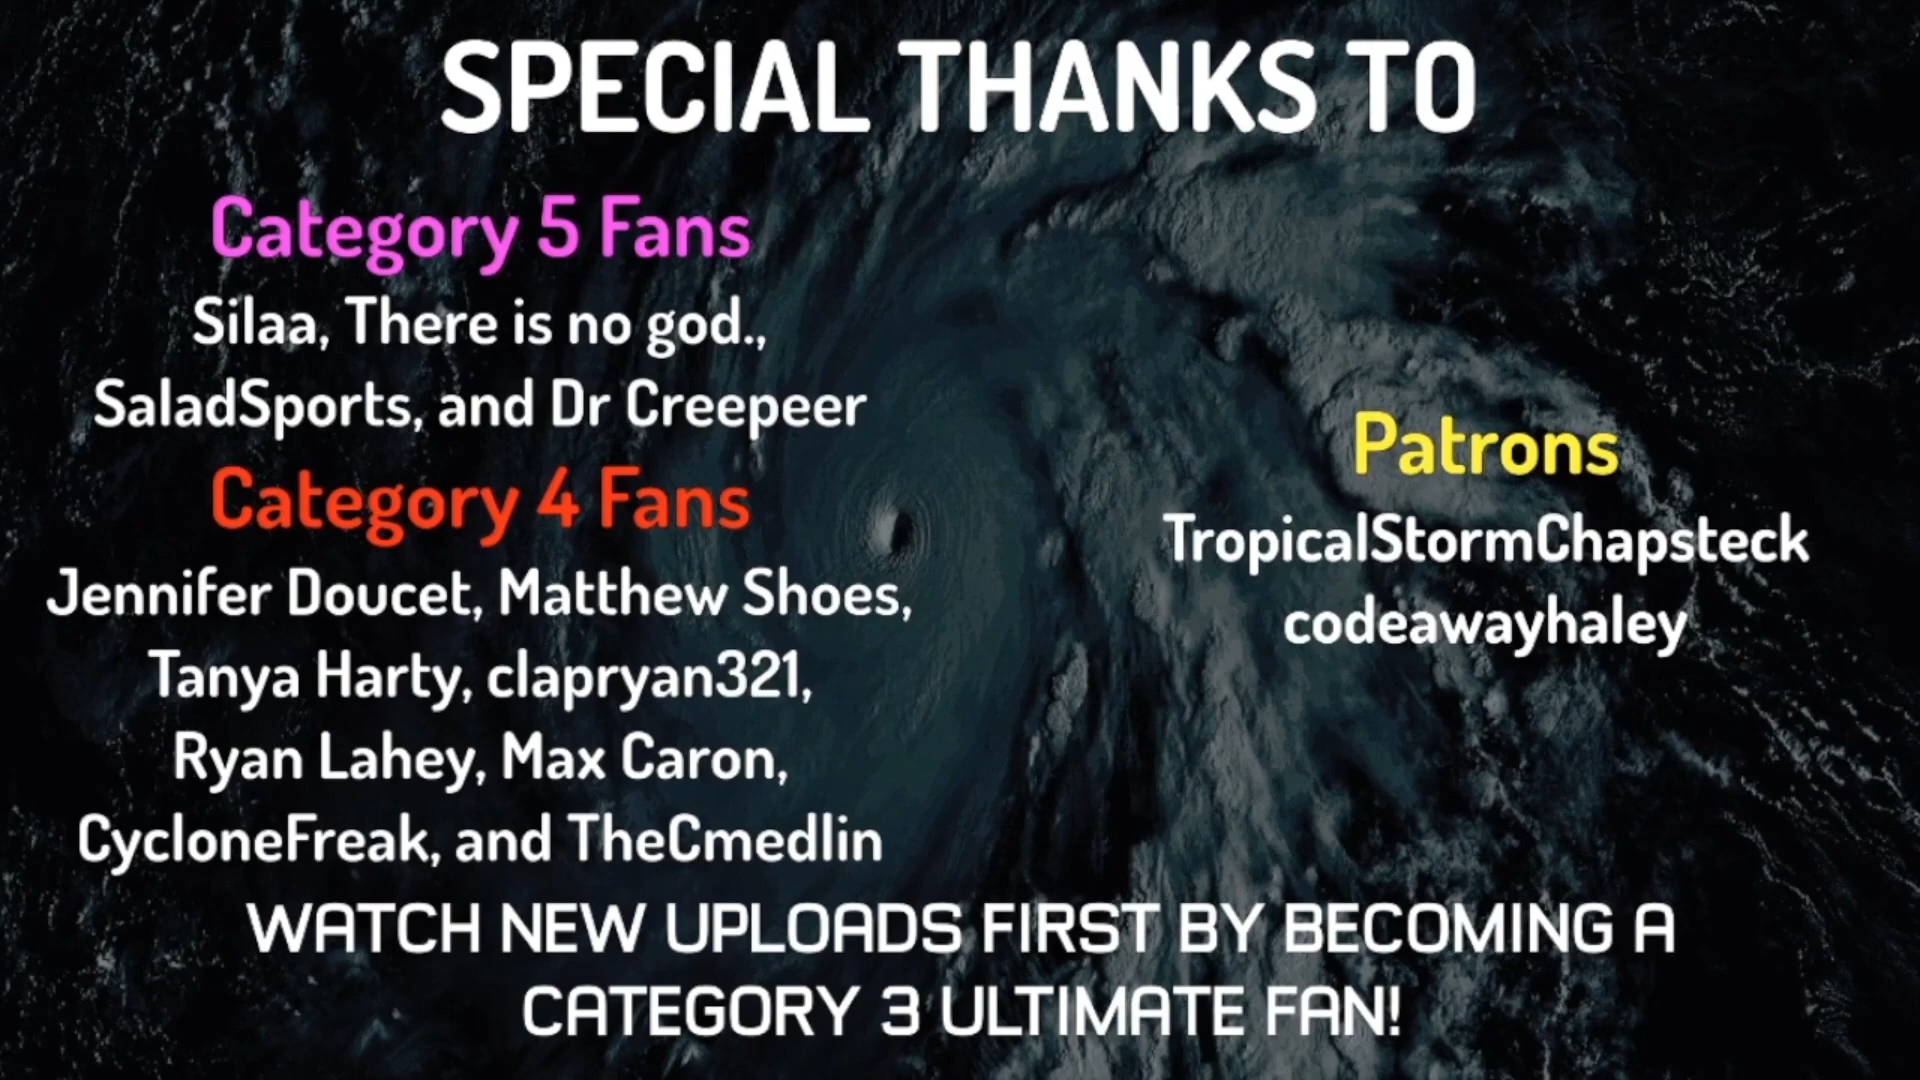 SPECIAL THANKS TO
Category 5 Fans
Silaa, There is no god.,
SaladSports, and Dr Creepeer
Category 4 Fans
Jennifer Doucet, Matthew Shoes,
Tanya Harty, clapryan321,
Ryan Lahey, Max Caron,
CycloneFreak, and TheCmedlin
Patrons
TropicalStormChapsteck
codeawayhaley
WATCH NEW UPLOADS FIRST BY BECOMING A
CATEGORY 3 ULTIMATE FAN!